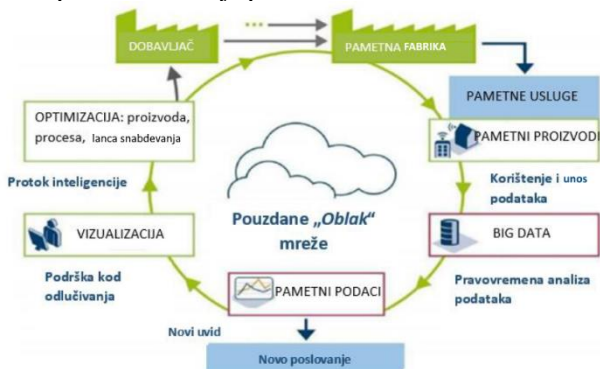 DOBAVLJAČ
PAMETNA FABRIKA
PAMETNE USLUGE
OPTIMIZACIJA: proizvoda,
procesa, lanca snabdevanja
PAMETNI PROIZVODI
Protok inteligencije
Korištenje i unos
podataka
Pouzdane „Oblak“
mreže
VIZUALIZACIJA
BIG DATA
Podrška kod
odlučivanja
PAMETNI PODACI
Pravovremena analiza
podataka
Novi uvid
Novo poslovanje